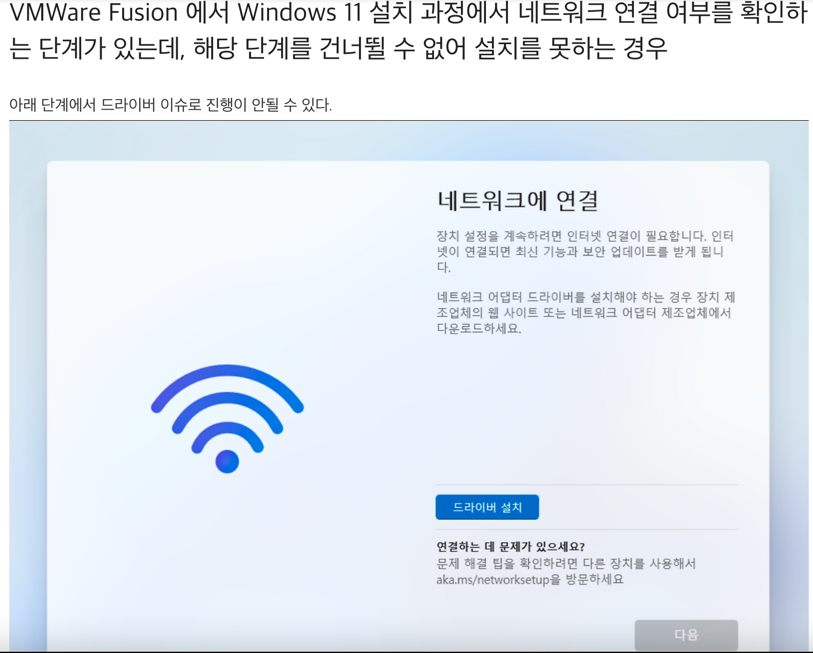 VMWare Fusion 에서 Windows 11 설치 과정에서 네트워크 연결 여부를 확인하
는 단계가 있는데, 해당 단계를 건너뛸 수 없어 설치를 못하는 경우
아래 단계에서 드라이버 이슈로 진행이 안될 수 있다.
네트워크에 연결
장치 설정을 계속하려면 인터넷 연결이 필요합니다. 인터
넷이 연결되면 최신 기능과 보안 업데이트를 받게 됩니
다.
네트워크 어댑터 드라이버를 설치해야 하는 경우 장치 제
조업체의 웹 사이트 또는 네트워크 어댑터 제조업체에서
다운로드하세요.
드라이버 설치
연결하는 데 문제가 있으세요?
문제 해결 팁을 확인하려면 다른 장치를 사용해서
aka.ms/networksetup을 방문하세요
다음